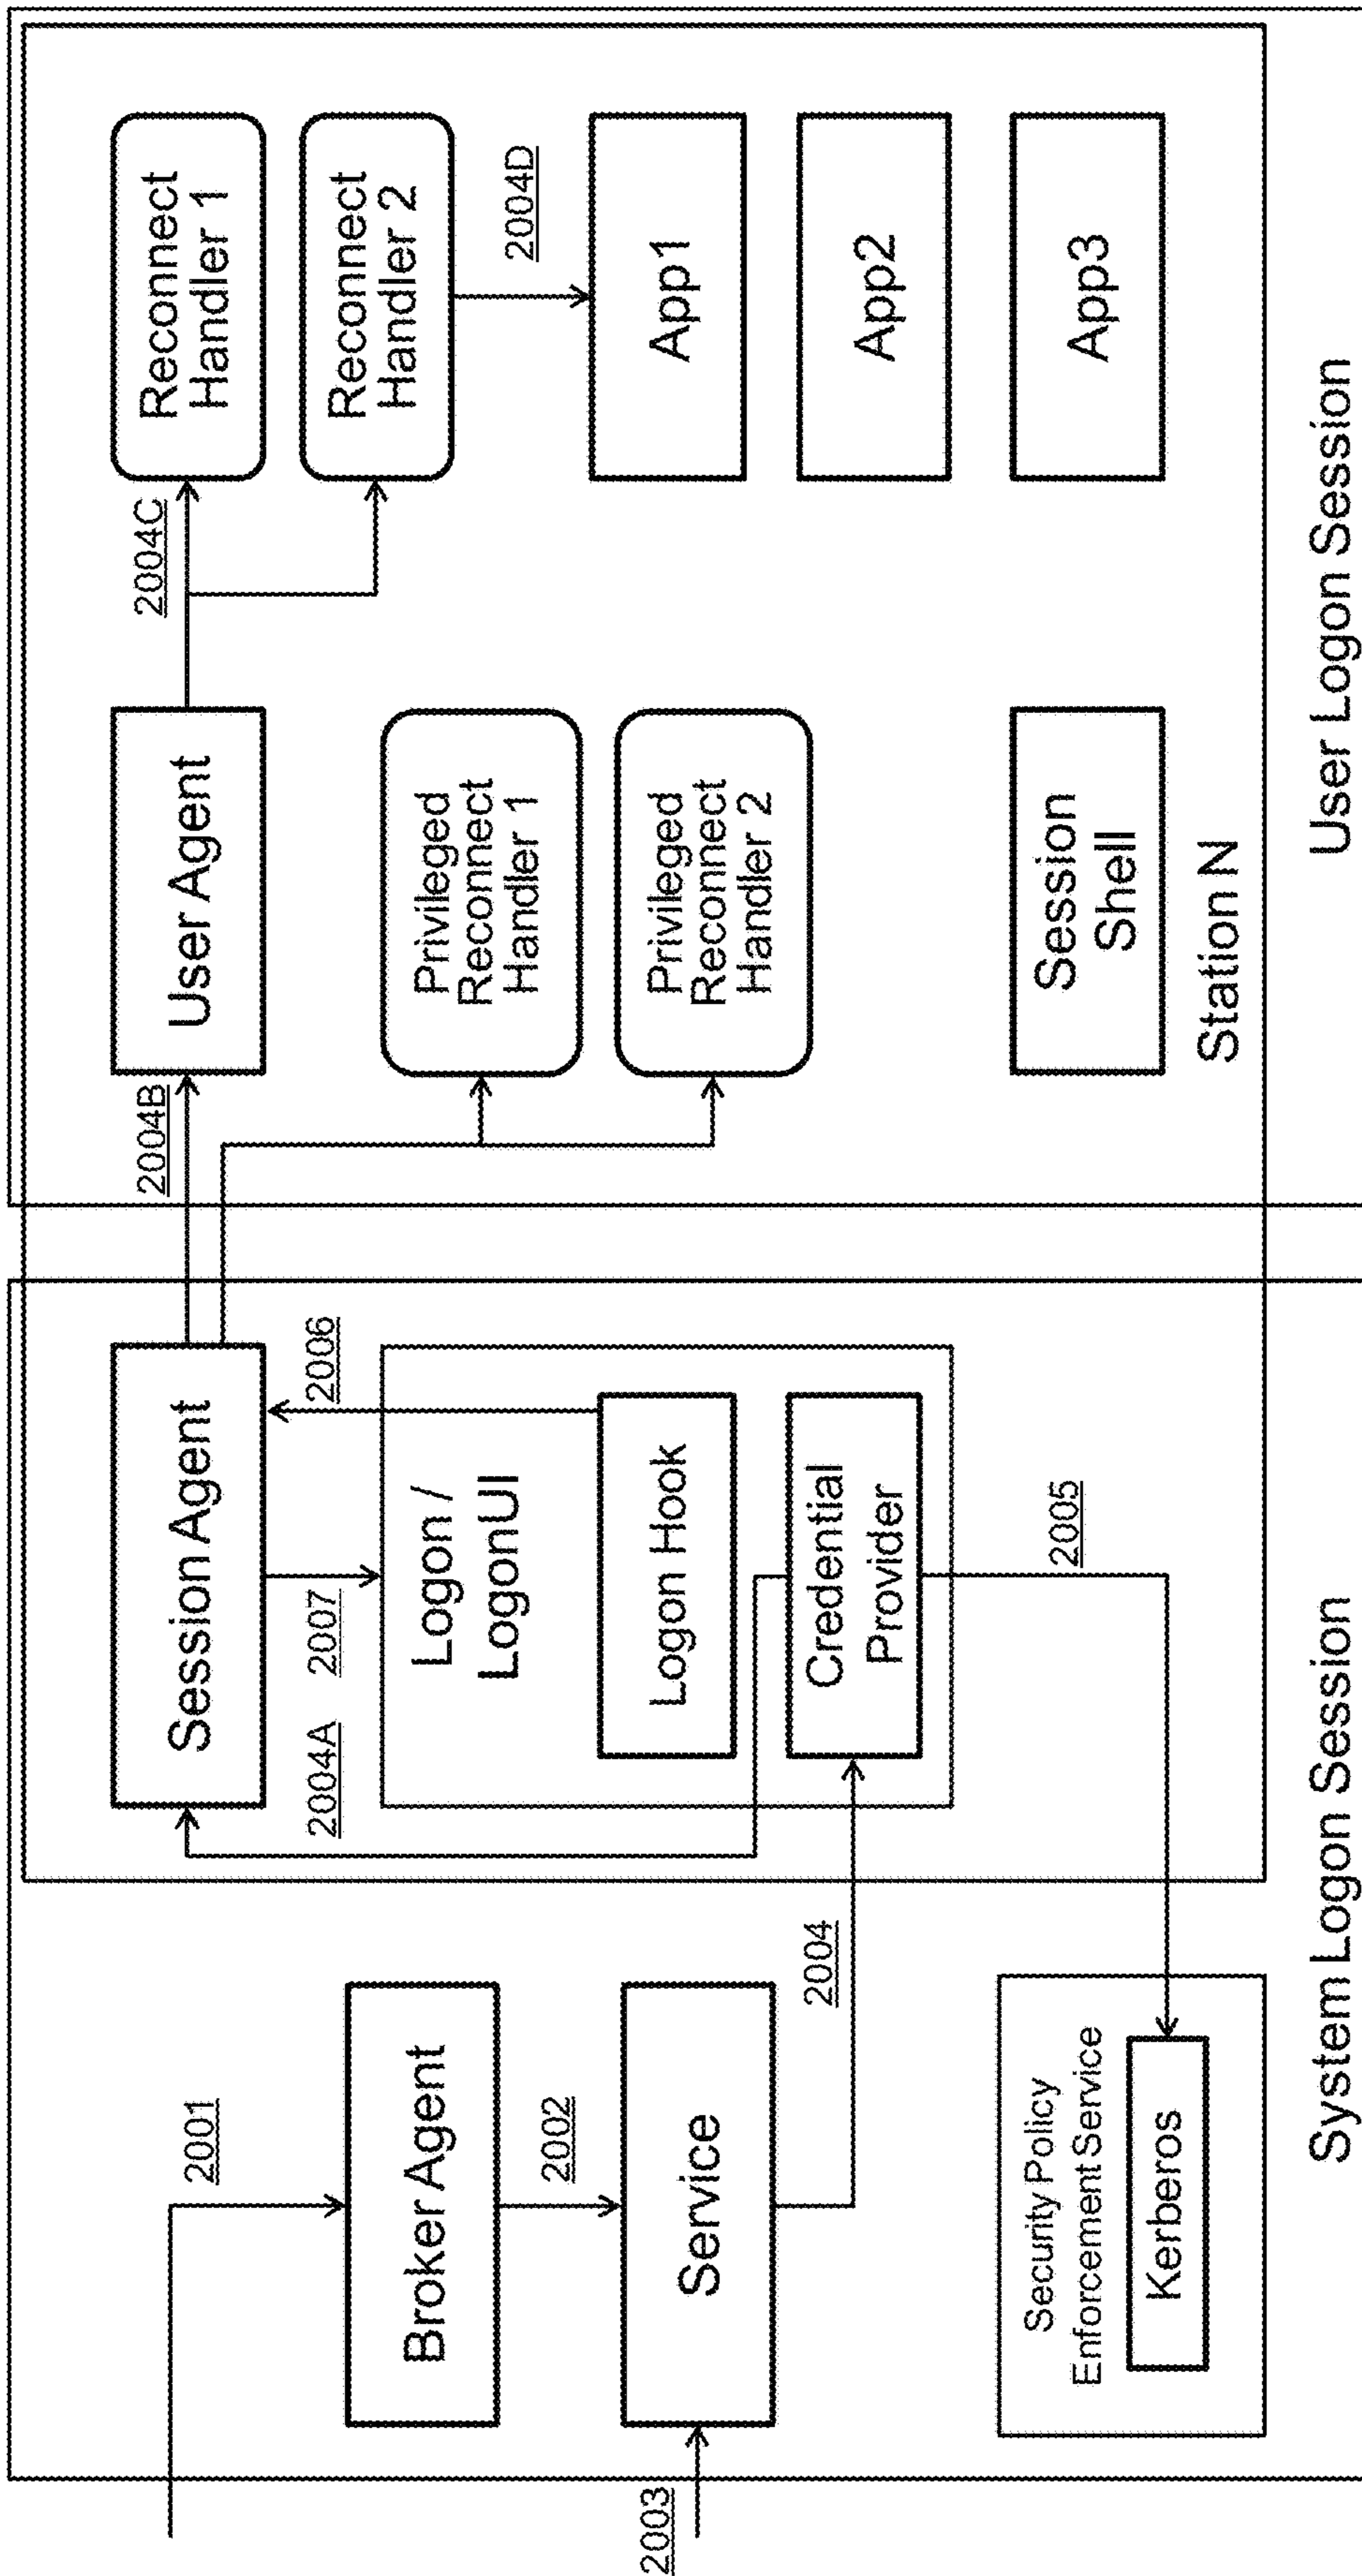 2001
Broker Agent
2002
2003
Service
2004
Security Policy
Enforcement Service
Kerberos
System Logon Session
Session Agent
2004A
2007
2006
Logon /
LogonUI
Logon Hook
Credential
Provider
2005
2004B
User Agent
Privileged
Reconnect
Handler 1
Privileged
Reconnect
Handler 2
Session
Shell
Station N
2004C
Reconnect
Handler 1
Reconnect
Handler 2
2004D
App1
App2
App3
User Logon Session